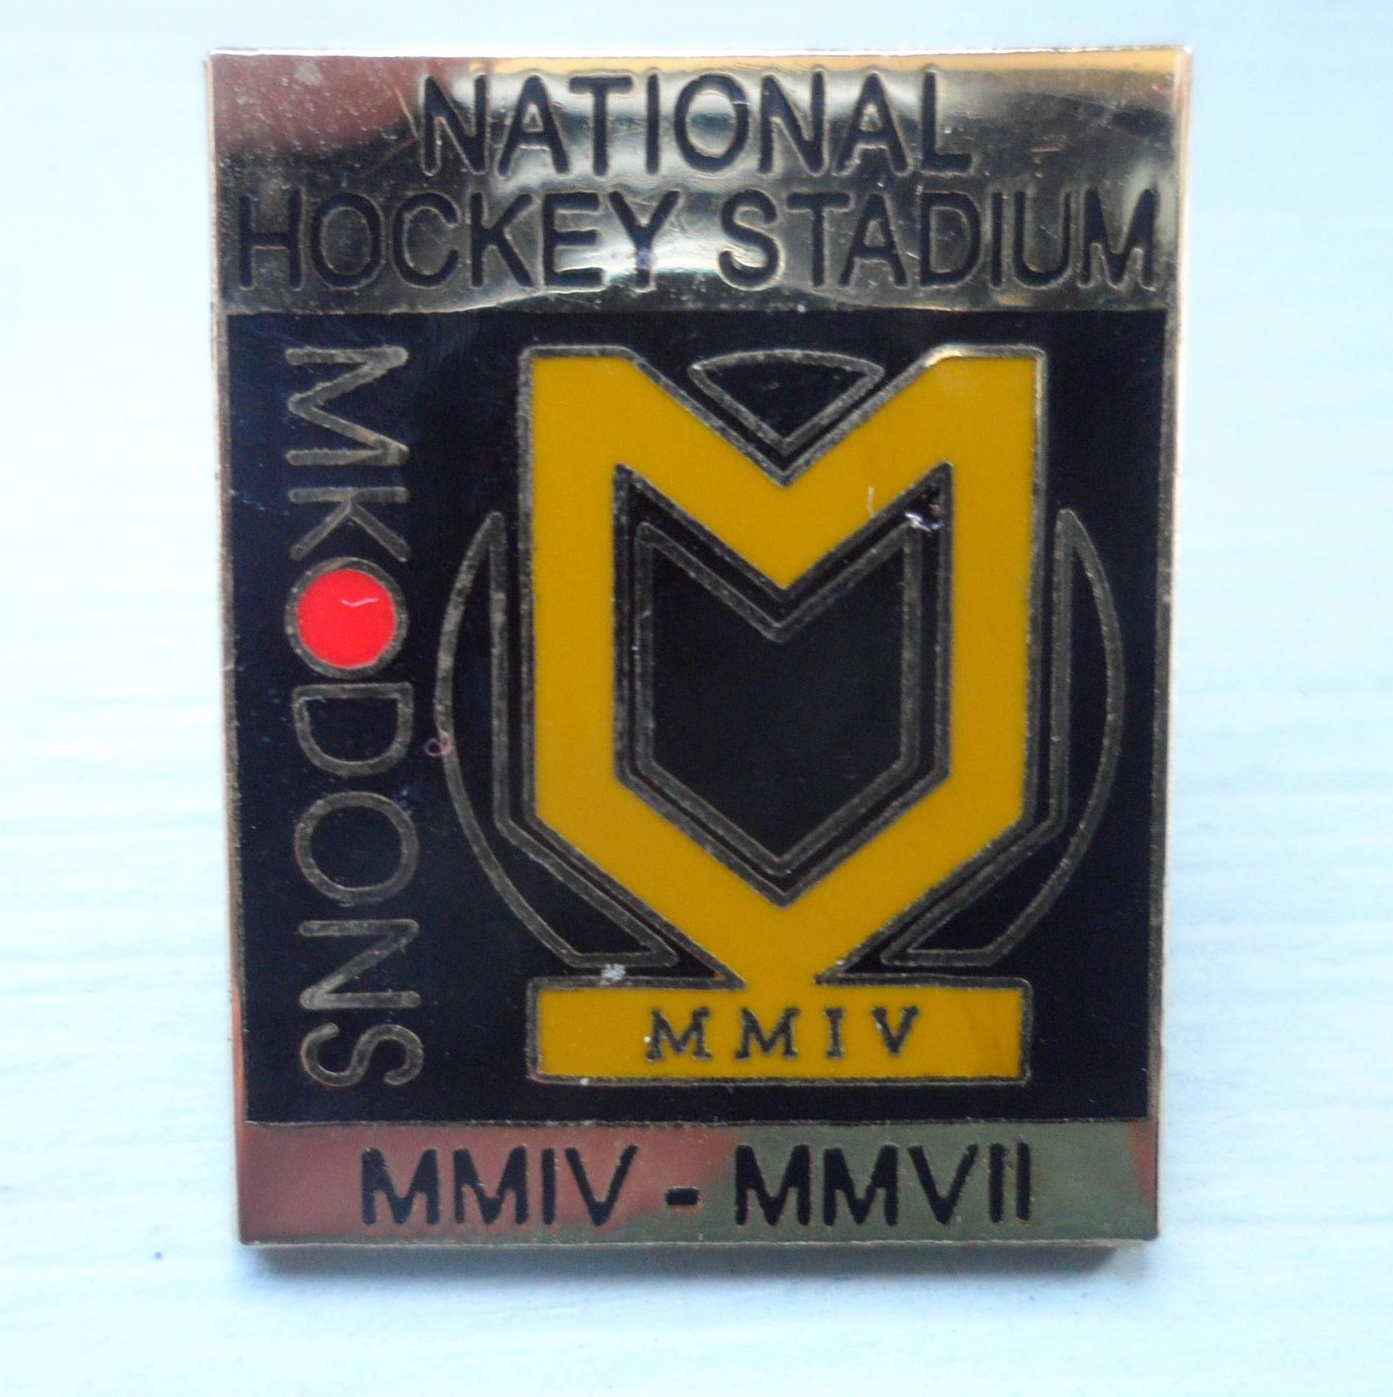 NATIONAL
HOCKEY STADIUM
MK DONS
MMIV
MMIV - MMVII